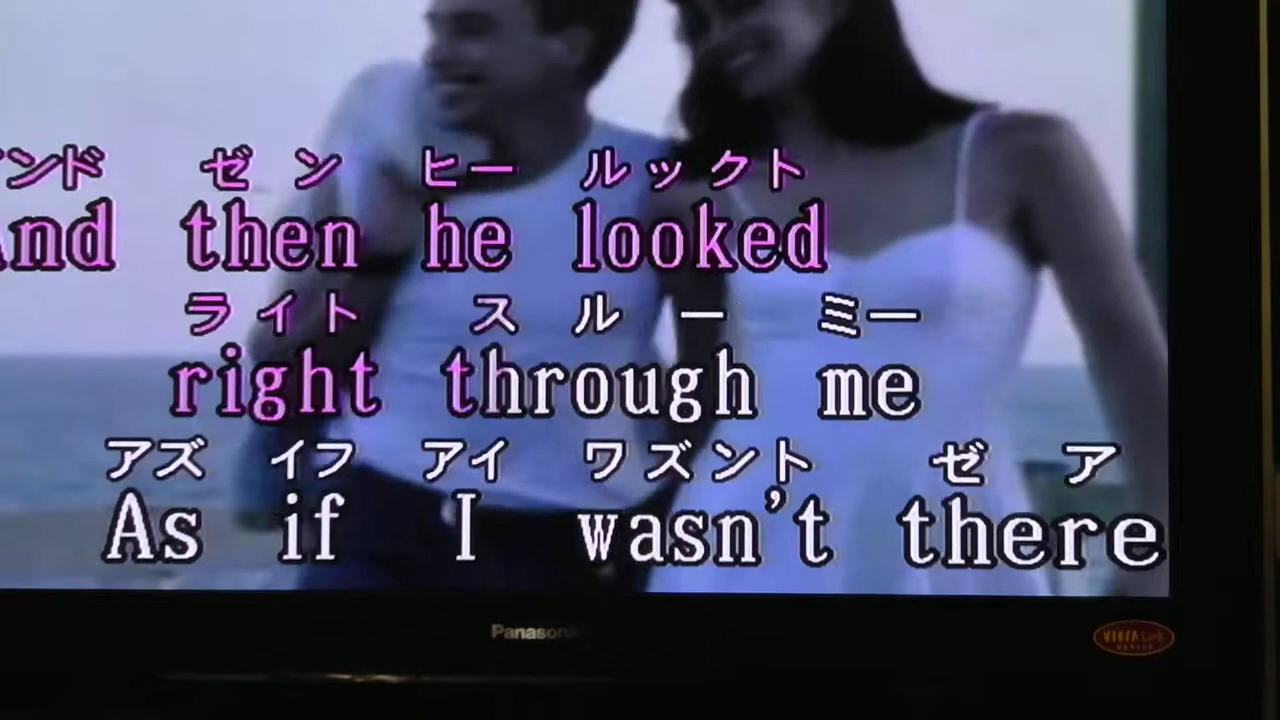 ンド ゼン ヒー ルックト
And then he looked
ライト スルー ミー
right through me
アズ イフ アイ ワズント ゼア
As if I wasn't there
Panasonic
VIERA Link